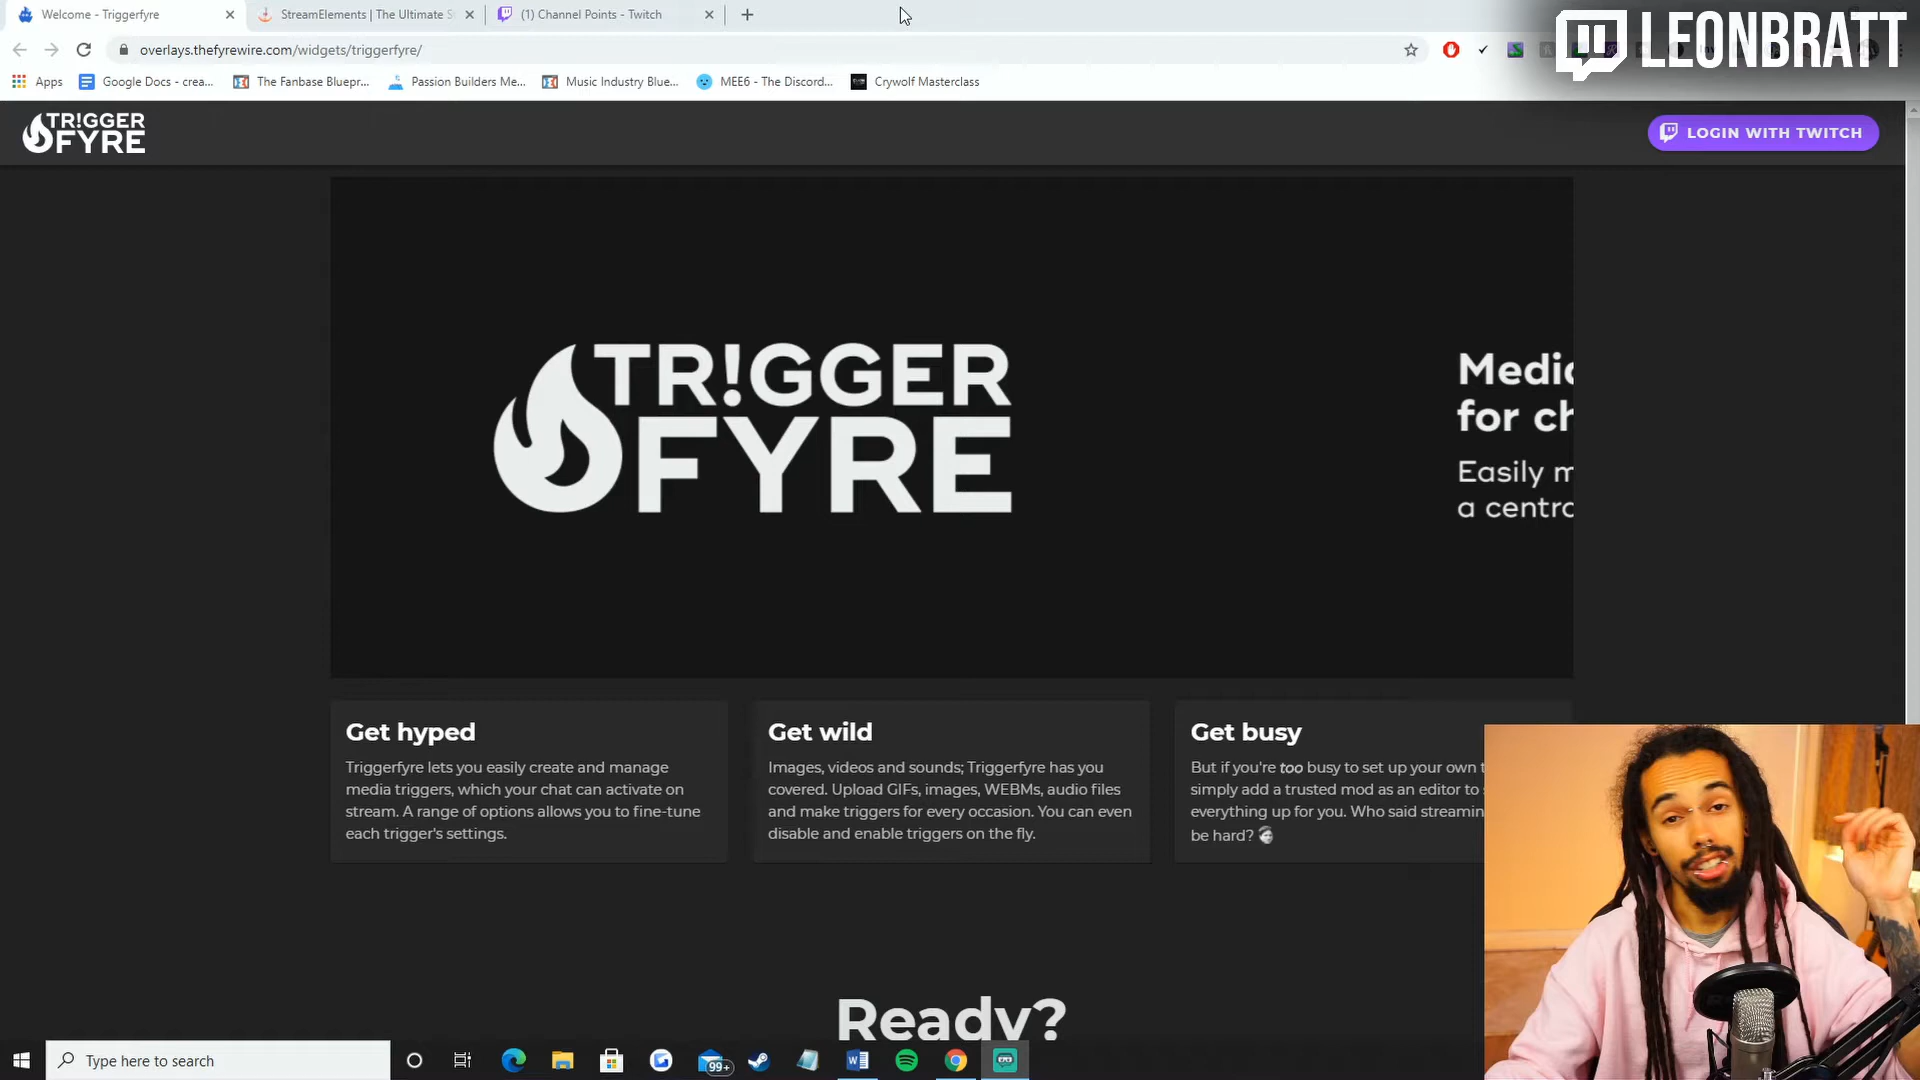 Welcome - Triggerfyre
StreamElements | The Ultimate S
(1) Channel Points - Twitch
overlays.thefyrewire.com/widgets/triggerfyre/
LEONBRATT
Apps
Google Docs - crea...
The Fanbase Bluepr...
Passion Builders Me...
Music Industry Blue...
MEE6 - The Discord...
Crywolf Masterclass
TR!GGER
FYRE
LOGIN WITH TWITCH
TR!GGER
FYRE
Media
for ch
Easily m
a centra
Get hyped
Triggerfyre lets you easily create and manage
media triggers, which your chat can activate on
stream. A range of options allows you to fine-tune
each trigger's settings.
Get wild
Images, videos and sounds; Triggerfyre has you
covered. Upload GIFs, images, WEBMs, audio files
and make triggers for every occasion. You can even
disable and enable triggers on the fly.
Get busy
But if you're too busy to set up your own t
simply add a trusted mod as an editor to
everything up for you. Who said streamin
be hard?
Ready?
Type here to search
99+